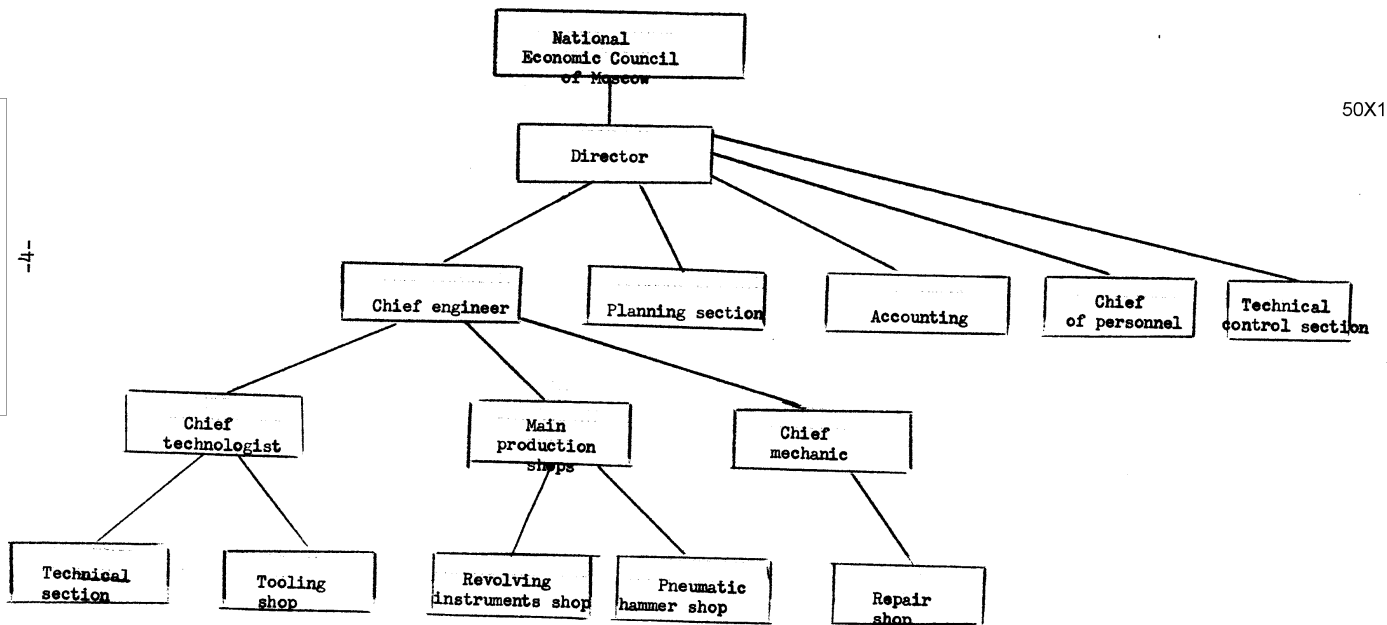 National
Economic Council
of Moscow
50X1
Director
-4-
Chief engineer
Planning section
Accounting
Chief
of personnel
Technical
control section
Chief
technologist
Main
production
shops
Chief
mechanic
Technical
section
Tooling
shop
Revolving
instruments shop
Pneumatic
hammer shop
Repair
shop